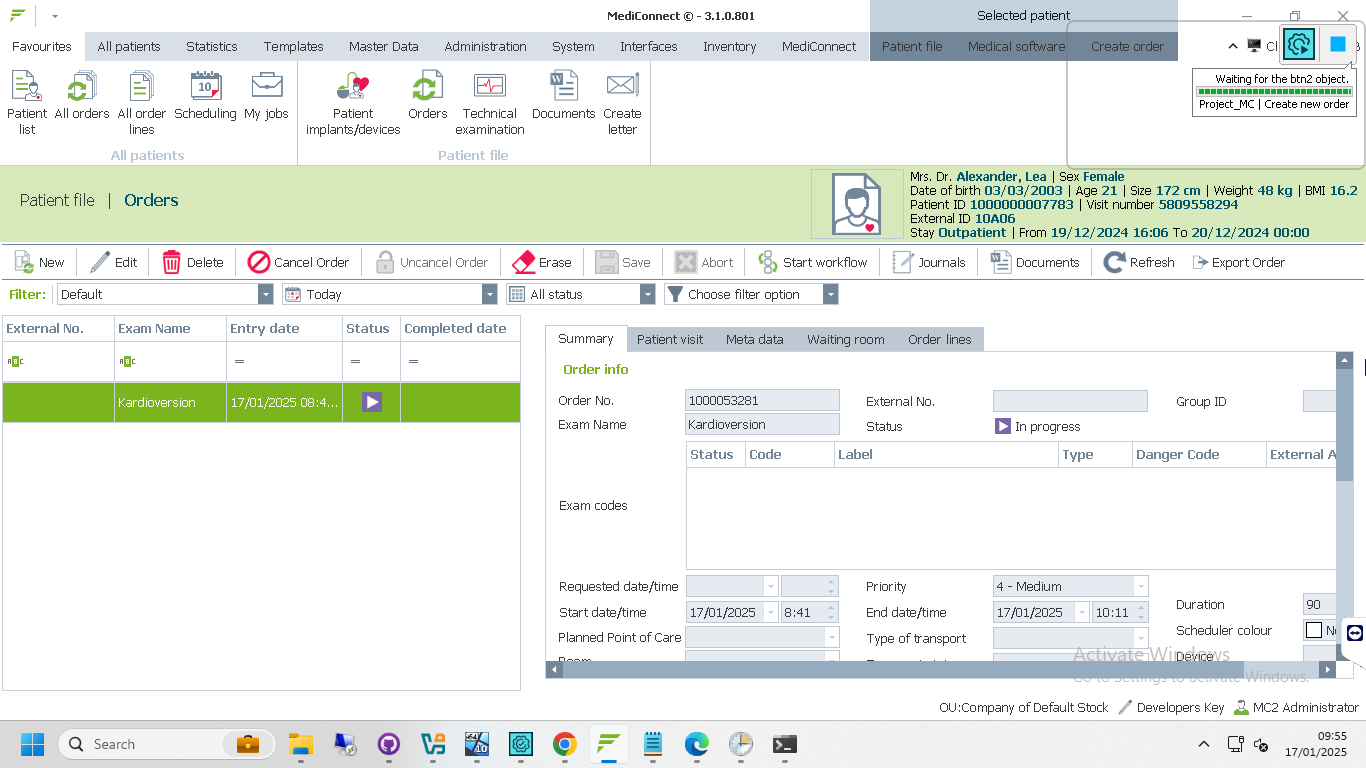 MediConnect © - 3.1.0.801
Selected patient
Favourites All patients Statistics Templates Master Data Administration System Interfaces Inventory MediConnect Patient file Medical software Create order
Waiting for the btn2 object.
Project_MC | Create new order
Patient list
All orders
All order lines
Scheduling
My jobs
All patients
Patient implants/devices
Orders
Technical examination
Documents
Create letter
Patient file
Patient file | Orders
Mrs. Dr. Alexander, Lea | Sex Female
Date of birth 03/03/2003 | Age 21 | Size 172 cm | Weight 48 kg | BMI 16.2
Patient ID 1000000007783 | Visit number 5809558294
External ID 10A06
Stay Outpatient | From 19/12/2024 16:06 To 20/12/2024 00:00
New Edit Delete Cancel Order Uncancel Order Erase Save Abort Start workflow Journals Documents Refresh Export Order
Filter: Default Today All status Choose filter option
External No. Exam Name Entry date Status Completed date
ABC ABC = = =
Kardioversion 17/01/2025 08:4...
Summary Patient visit Meta data Waiting room Order lines
Order info
Order No. 1000053281 External No. Group ID
Exam Name Kardioversion Status In progress
Status Code Label Type Danger Code External A
Exam codes
Requested date/time Priority 4 - Medium
Start date/time 17/01/2025 8:41 End date/time 17/01/2025 10:11 Duration 90
Planned Point of Care Type of transport Scheduler colour
Room Device
Activate Windows
Go to Settings to activate Windows.
OU:Company of Default Stock Developers Key MC2 Administrator
Search
09:55
17/01/2025